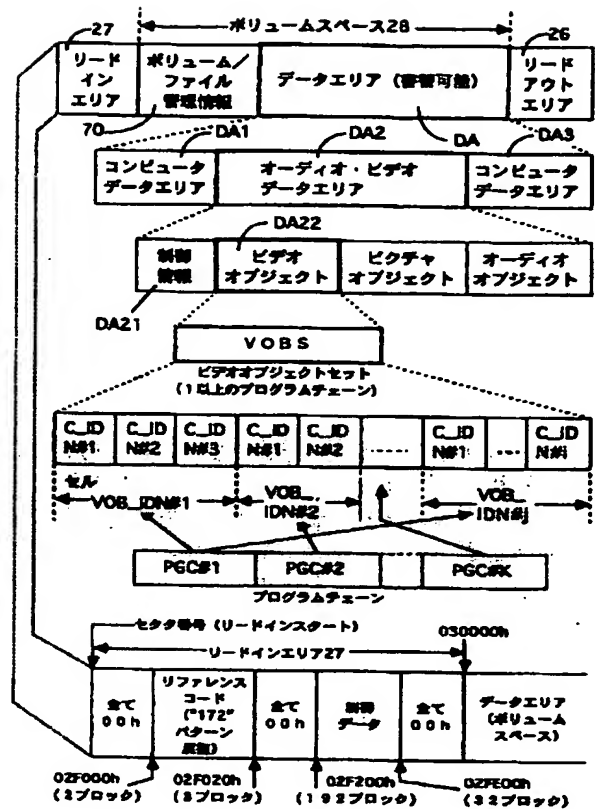 27
ボリュームスペース28
26
リード
イン
エリア
ボリューム/
ファイル
管理情報
データエリア (書替可能)
リード
アウト
エリア
70
DA1
DA2
DA
DA3
コンピュータ
データエリア
オーディオ・ビデオ
データエリア
コンピュータ
データエリア
DA22
制御
情報
ビデオ
オブジェクト
ピクチャ
オブジェクト
オーディオ
オブジェクト
DA21
VOBS
ビデオオブジェクトセット
(1以上のプログラムチェーン)
C_ID
N#1
C_ID
N#2
C_ID
N#3
C_ID
N#1
C_ID
N#2
C_ID
N#1
C_ID
N#i
セル
VOB_IDN#1
VOB_
IDN#2
VOB_
IDN#j
PGC#1
PGC#2
PGC#K
プログラムチェーン
セクタ番号 (リードインスタート)
030000h
リードインエリア27
全て
00h
リファレンス
コード
("172"
パターン
反復)
全て
00h
制御
データ
全て
00h
データエリア
(ボリューム
スペース)
02F000h
(2ブロック)
02F020h
02F200h
(192ブロック)
02FE00h
(32ブロック)